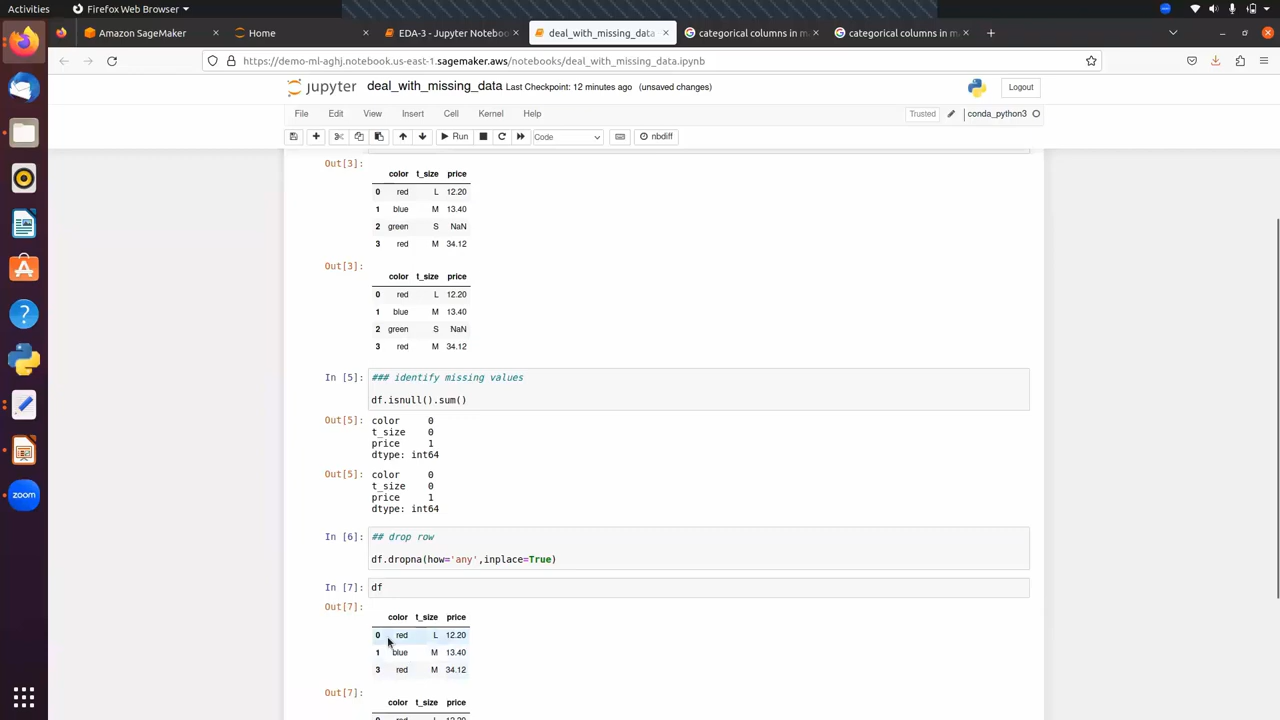 Activities
Firefox Web Browser
Amazon SageMaker
Home
EDA-3 - Jupyter Notebo
deal_with_missing_data
categorical columns in m
categorical columns in m
https://demo-ml-aghj.notebook.us-east-1.sagemaker.aws/notebooks/deal_with_missing_data.ipynb
jupyter deal_with_missing_data Last Checkpoint: 12 minutes ago (unsaved changes)
Logout
File Edit View Insert Cell Kernel Help
Trusted
conda_python3
Run
Code
nbdiff
Out[3]:
color t_size price
0 red L 12.20
1 blue M 13.40
2 green S NaN
3 red M 34.12
Out[3]:
color t_size price
0 red L 12.20
1 blue M 13.40
2 green S NaN
3 red M 34.12
In [5]: ### identify missing values
df.isnull().sum()
Out[5]: color 0
t_size 0
price 1
dtype: int64
Out[5]: color 0
t_size 0
price 1
dtype: int64
In [6]: ## drop row
df.dropna(how='any',inplace=True)
In [7]: df
Out[7]:
color t_size price
0 red L 12.20
1 blue M 13.40
3 red M 34.12
Out[7]:
color t_size price
zoom